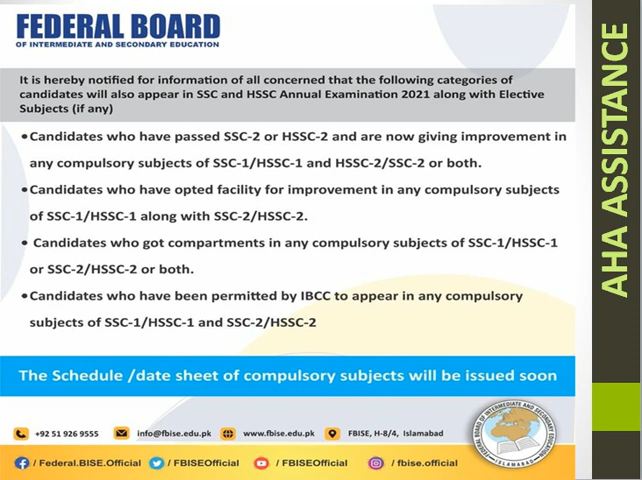 FEDERAL BOARD
OF INTERMEDIATE AND SECONDARY EDUCATION
It is hereby notified for information of all concerned that the following categories of
candidates will also appear in SSC and HSSC Annual Examination 2021 along with Elective
Subjects (if any)
•Candidates who have passed SSC-2 or HSSC-2 and are now giving improvement in
any compulsory subjects of SSC-1/HSSC-1 and HSSC-2/SSC-2 or both.
•Candidates who have opted facility for improvement in any compulsory subjects
of SSC-1/HSSC-1 along with SSC-2/HSSC-2.
• Candidates who got compartments in any compulsory subjects of SSC-1/HSSC-1
or SSC-2/HSSC-2 or both.
•Candidates who have been permitted by IBCC to appear in any compulsory
subjects of SSC-1/HSSC-1 and SSC-2/HSSC-2
The Schedule /date sheet of compulsory subjects will be issued soon
+92 51 926 9555 info@fbise.edu.pk www.fbise.edu.pk FBISE, H-8/4, Islamabad
/ Federal.BISE.Official / FBISEOfficial / FBISEOfficial / fbise.official
FEDERAL BOARD OF INTERMEDIATE AND SECONDARY EDUCATION
ISLAMABAD
AHA ASSISTANCE